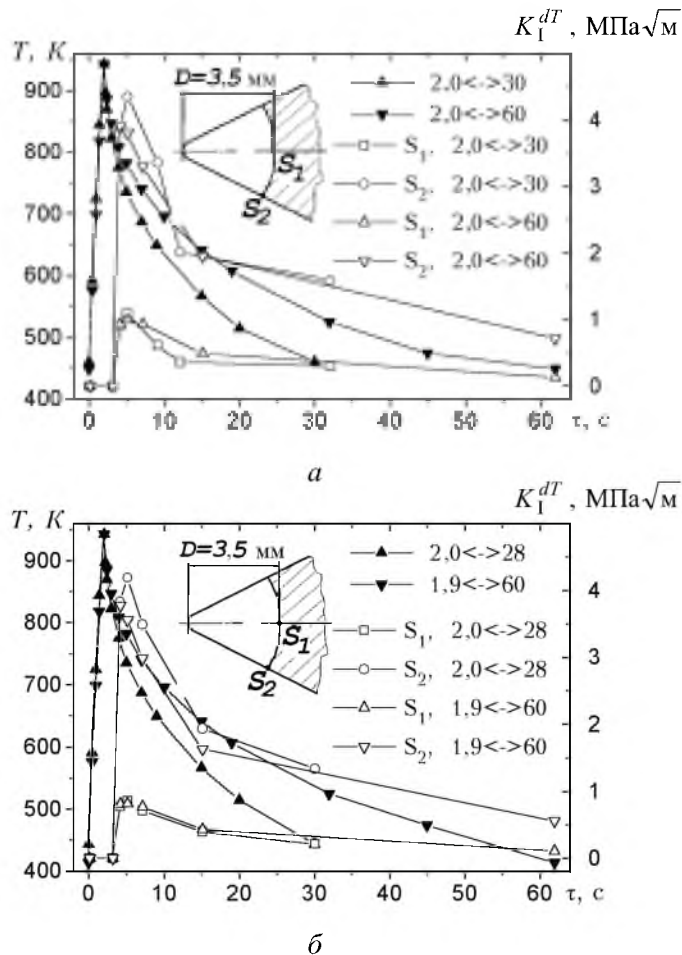 K_I^{dT}, МПа√м
T, К
D=3,5 мм
S₁
S₂
2,0<->30
2,0<->60
S₁, 2,0<->30
S₂, 2,0<->30
S₁, 2,0<->60
S₂, 2,0<->60
900
800
700
600
500
400
4
3
2
1
0
0 10 20 30 40 50 60 τ, с
а
K_I^{dT}, МПа√м
T, К
D=3,5 мм
S₁
S₂
2,0<->28
1,9<->60
S₁, 2,0<->28
S₂, 2,0<->28
S₁, 1,9<->60
S₂, 1,9<->60
900
800
700
600
500
400
4
3
2
1
0
0 10 20 30 40 50 60 τ, с
б